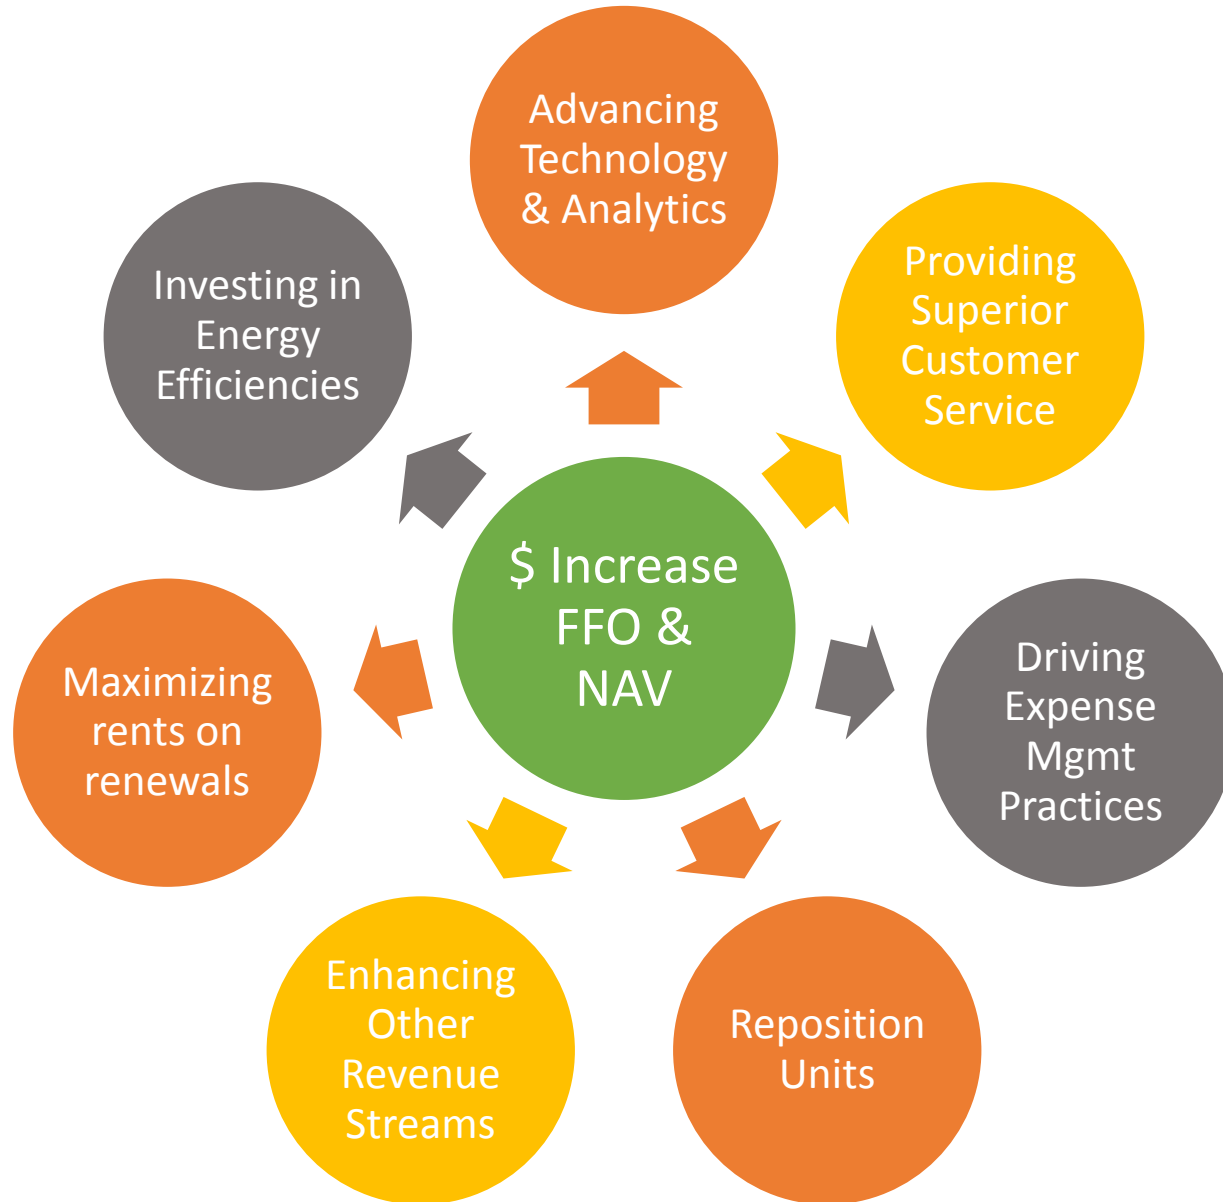 Advancing
Technology
& Analytics
Providing
Superior
Customer
Service
Driving
Expense
Mgmt
Practices
Reposition
Units
Enhancing
Other
Revenue
Streams
Maximizing
rents on
renewals
Investing in
Energy
Efficiencies
$ Increase
FFO &
NAV